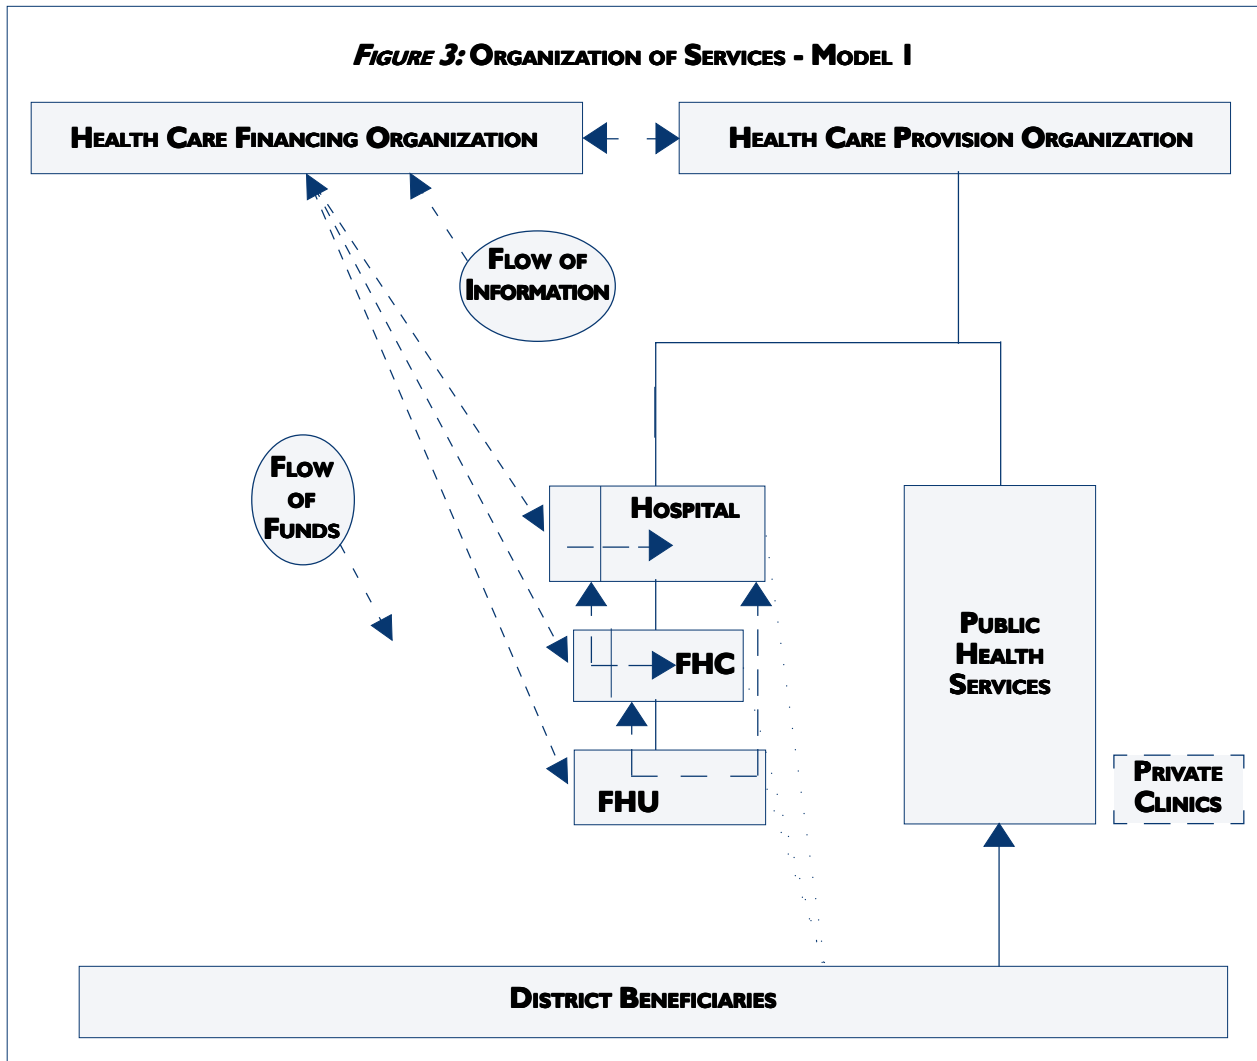 Figure 3: Organization of Services - Model 1
Health Care Financing Organization
Health Care Provision Organization
Flow of
Information
Flow
of
Funds
Hospital
FHC
FHU
Public
Health
Services
Private
Clinics
District Beneficiaries